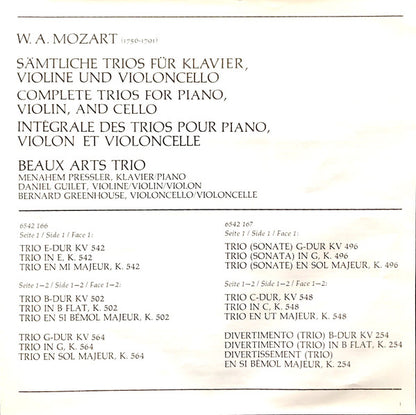 W. A. MOZART (1756-1791)
SÄMTLICHE TRIOS FÜR KLAVIER,
VIOLINE UND VIOLONCELLO
COMPLETE TRIOS FOR PIANO,
VIOLIN, AND CELLO
INTÉGRALE DES TRIOS POUR PIANO,
VIOLON ET VIOLONCELLE
BEAUX ARTS TRIO
MENAHEM PRESSLER, KLAVIER/PIANO
DANIEL GUILET, VIOLINE/VIOLIN/VIOLON
BERNARD GREENHOUSE, VIOLONCELLO/VIOLONCELLE
6542 166
Seite 1 / Side 1 / Face 1:
TRIO E-DUR KV 542
TRIO IN E, K. 542
TRIO EN MI MAJEUR, K. 542
Seite 1-2 / Side 1-2 / Face 1-2:
TRIO B-DUR KV 502
TRIO IN B FLAT, K. 502
TRIO EN SI BÉMOL MAJEUR, K. 502
TRIO G-DUR KV 564
TRIO IN G, K. 564
TRIO EN SOL MAJEUR, K. 564
6542 167
Seite 1 / Side 1 / Face 1:
TRIO (SONATE) G-DUR KV 496
TRIO (SONATA) IN G, K. 496
TRIO (SONATE) EN SOL MAJEUR, K. 496
Seite 1-2 / Side 1-2 / Face 1-2:
TRIO C-DUR, KV 548
TRIO IN C, K. 548
TRIO EN UT MAJEUR, K. 548
DIVERTIMENTO (TRIO) B-DUR KV 254
DIVERTIMENTO (TRIO) IN B FLAT, K. 254
DIVERTISSEMENT (TRIO)
EN SI BÉMOL MAJEUR, K. 254
1